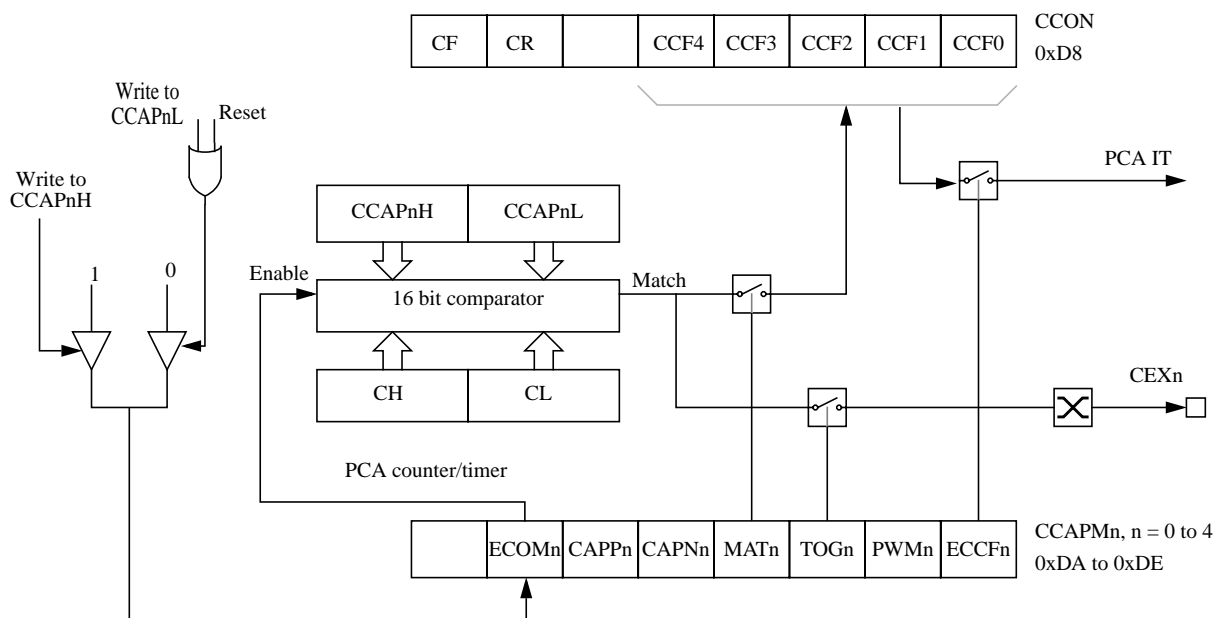 CF CR CCF4 CCF3 CCF2 CCF1 CCF0
CCON
0xD8
Write to
CCAPnL
Reset
PCA IT
Write to
CCAPnH
CCAPnH CCAPnL
1
0
Enable
16 bit comparator
Match
CH CL
CEXn
PCA counter/timer
ECOMn CAPPn CAPNn MATn TOGn PWMn ECCFn
CCAPMn, n = 0 to 4
0xDA to 0xDE